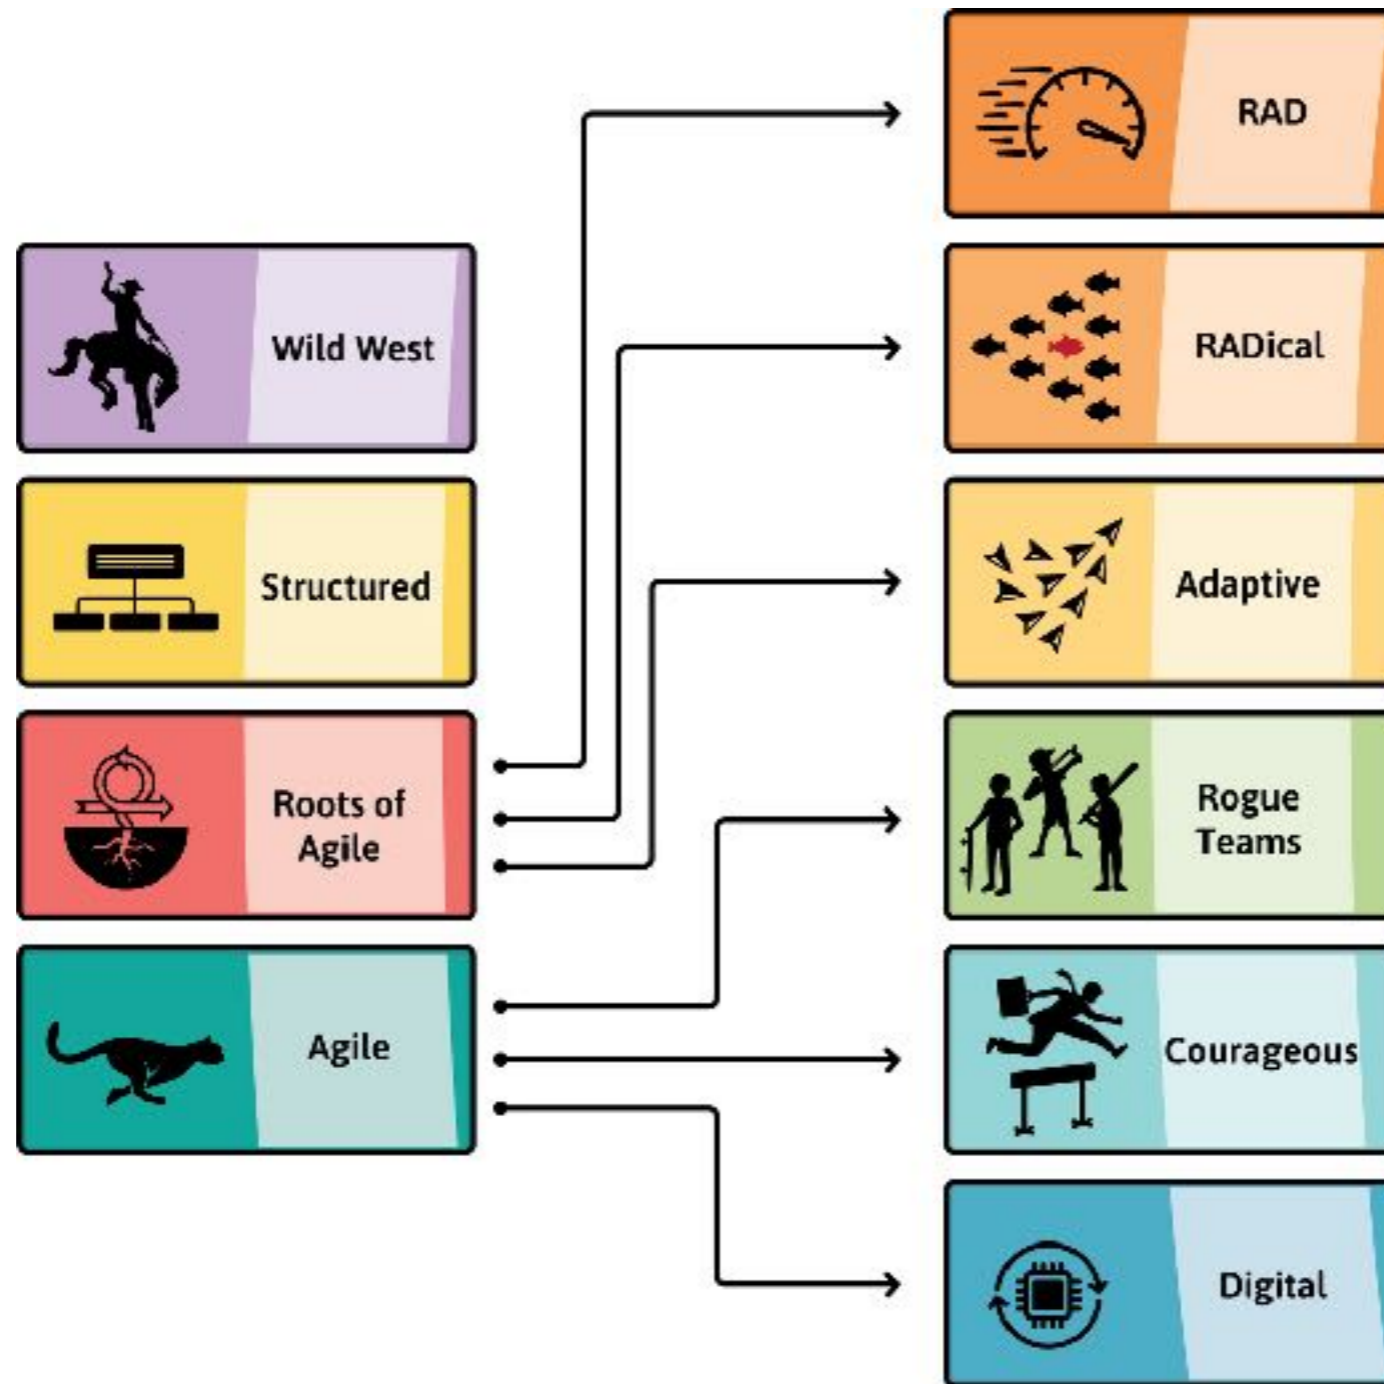 Wild West
Structured
Roots of
Agile
Agile
RAD
RADical
Adaptive
Rogue
Teams
Courageous
Digital